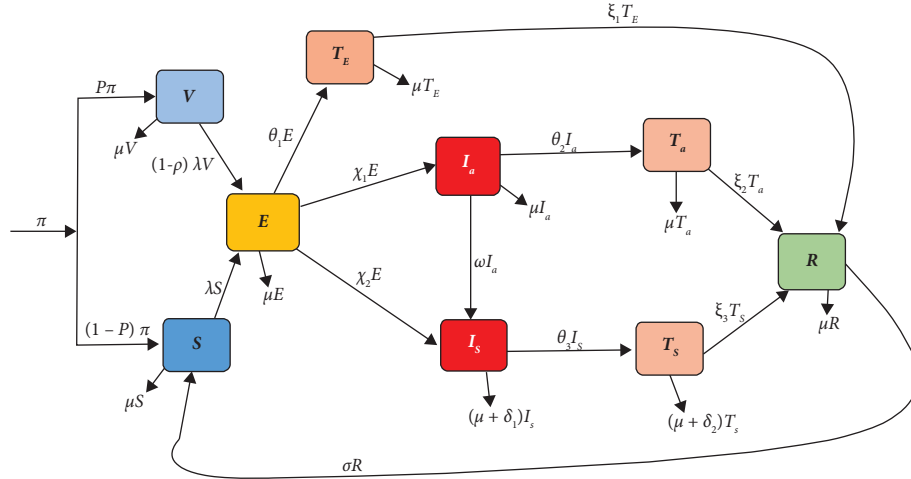 ξ₁T_E
T_E
μT_E
Pπ
V
μV
(1-ρ) λV
θ₁E
χ₁E
I_a
θ₂I_a
T_a
μI_a
ξ₂T_a
μT_a
π
E
μE
χ₂E
ωI_a
R
μR
λS
(1 – P) π
S
μS
I_S
θ₃I_S
T_S
ξ₃T_S
(μ + δ₁)I_s
(μ + δ₂)T_s
σR